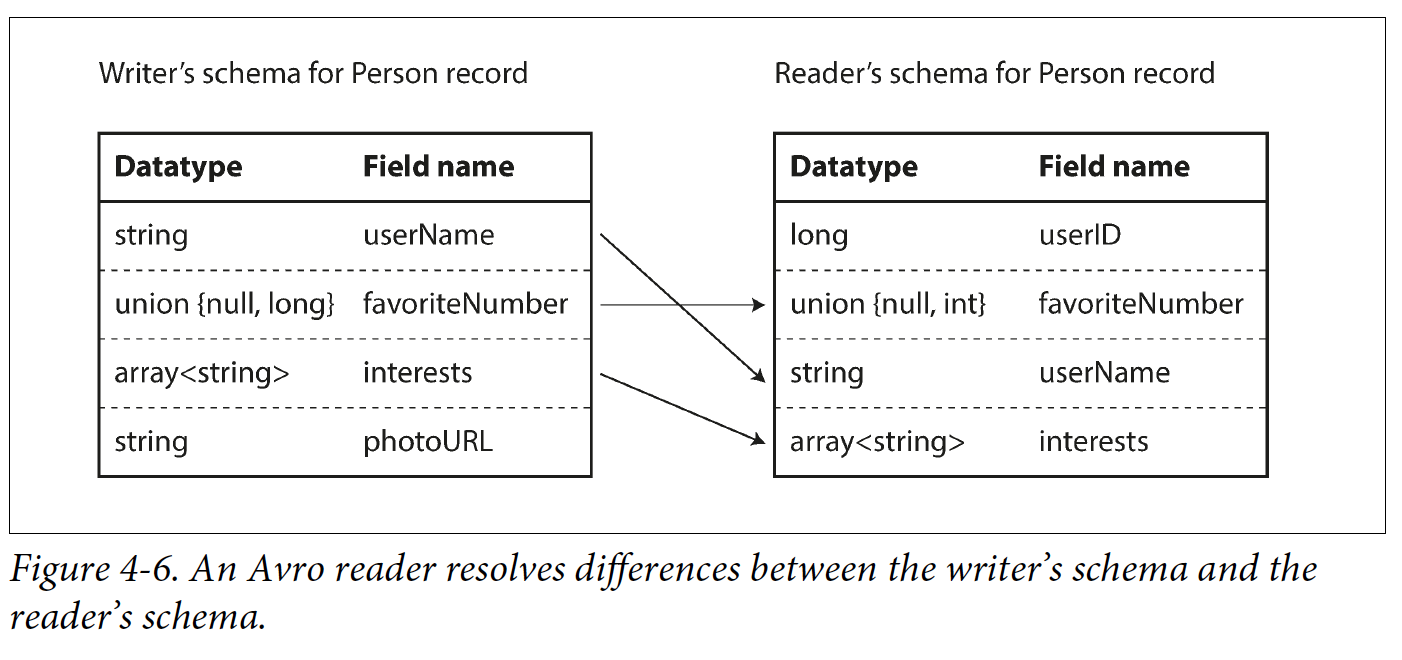 Writer’s schema for Person record
Reader’s schema for Person record
Datatype Field name
string userName
union {null, long} favoriteNumber
array<string> interests
string photoURL
Datatype Field name
long userID
union {null, int} favoriteNumber
string userName
array<string> interests
Figure 4-6. An Avro reader resolves differences between the writer’s schema and the
reader’s schema.